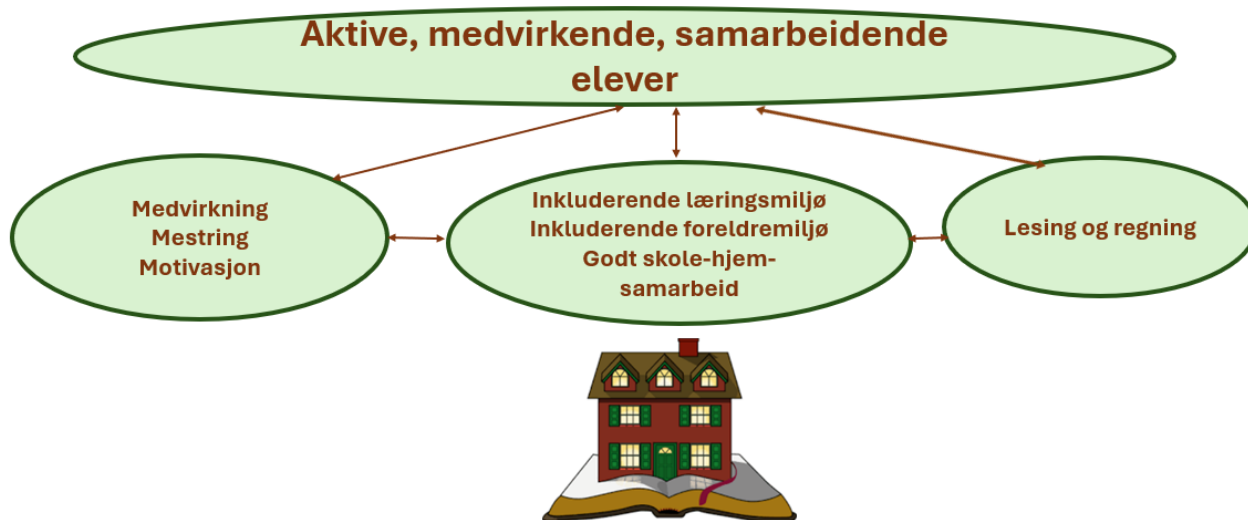 Aktive, medvirkende, samarbeidende
elever
Medvirkning
Mestring
Motivasjon
Inkluderende læringsmiljø
Inkluderende foreldremiljø
Godt skole-hjem-
samarbeid
Lesing og regning